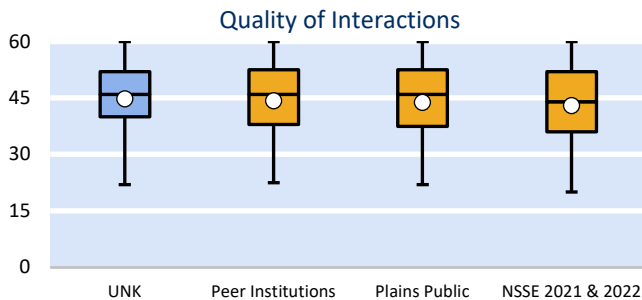 Quality of Interactions
60
45
30
15
0
UNK
Peer Institutions
Plains Public
NSSE 2021 & 2022